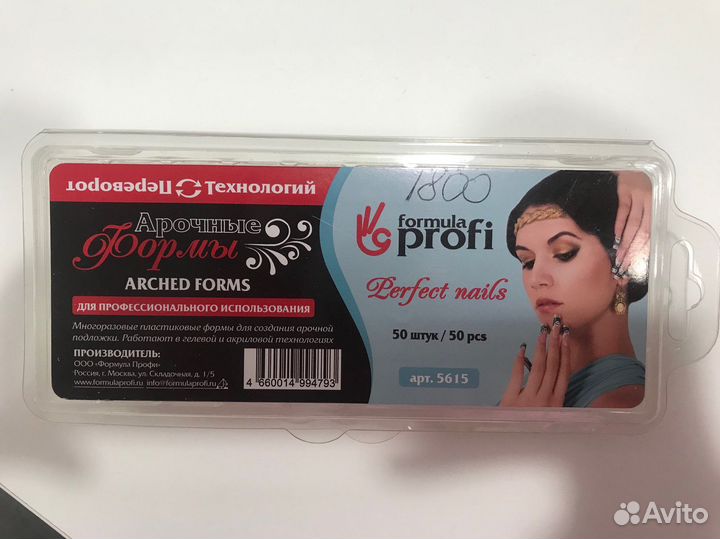 Переворот Технологий
Арочные
Формы
ARCHED FORMS
ДЛЯ ПРОФЕССИОНАЛЬНОГО ИСПОЛЬЗОВАНИЯ
Многоразовые пластиковые формы для создания арочной
подложки. Работают в гелевой и акриловой технологиях
ПРОИЗВОДИТЕЛЬ:
ООО «Формула Профи»
Россия, г. Москва, ул. Складочная, д. 1/5
www.formulaprofi.ru info@formulaprofi.ru
4 660014 994793
1800
formula
profi
Perfect nails
50 штук / 50 pcs
арт. 5615
Avito